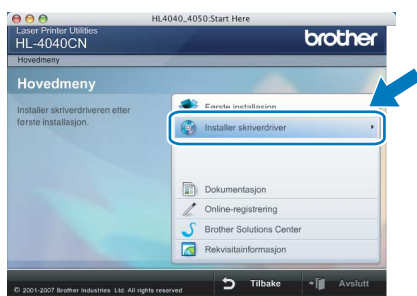 HL4040_4050:Start Here
Laser Printer Utilities
HL-4040CN
brother
Hovedmeny
Hovedmeny
Installer skriverdriveren etter
første installasjon.
Første installasjon
Installer skriverdriver
Dokumentasjon
Online-registrering
Brother Solutions Center
Rekvisitainformasjon
© 2001-2007 Brother Industries Ltd. All rights reserved
Tilbake
Avslutt